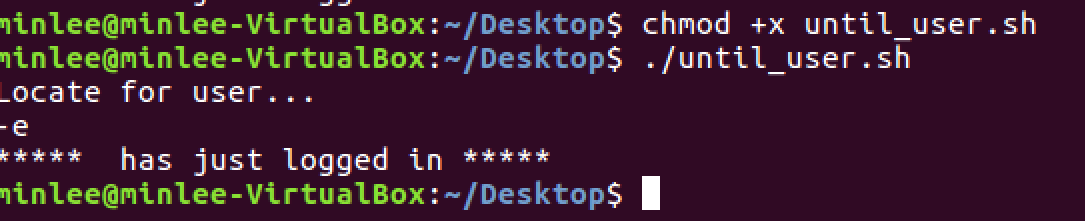 minlee@minlee-VirtualBox:~/Desktop$ chmod +x until_user.sh
minlee@minlee-VirtualBox:~/Desktop$ ./until_user.sh
Locate for user...
-e
*****  has just logged in *****
minlee@minlee-VirtualBox:~/Desktop$